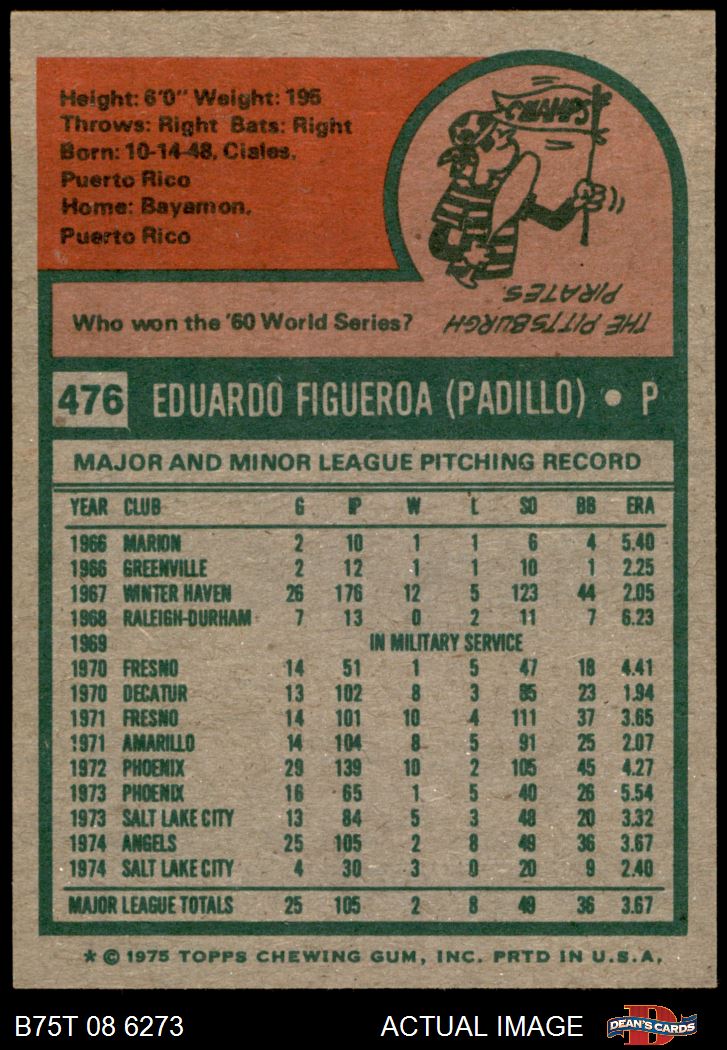 Height: 6'0" Weight: 195
Throws: Right Bats: Right
Born: 10-14-48, Ciales,
Puerto Rico
Home: Bayamon,
Puerto Rico
CHAMPS
Who won the '60 World Series?
THE PITTSBURGH
PIRATES.
476 EDUARDO FIGUEROA (PADILLO) • P
MAJOR AND MINOR LEAGUE PITCHING RECORD
YEAR CLUB G IP W L SO BB ERA
1966 MARION 2 10 1 1 6 4 5.40
1966 GREENVILLE 2 12 1 1 10 1 2.25
1967 WINTER HAVEN 26 176 12 5 123 44 2.05
1968 RALEIGH-DURHAM 7 13 0 2 11 7 6.23
1969 IN MILITARY SERVICE
1970 FRESNO 14 51 1 5 47 18 4.41
1970 DECATUR 13 102 8 3 85 23 1.94
1971 FRESNO 14 101 10 4 111 37 3.65
1971 AMARILLO 14 104 8 5 91 25 2.07
1972 PHOENIX 29 139 10 2 105 45 4.27
1973 PHOENIX 16 65 1 5 40 26 5.54
1973 SALT LAKE CITY 13 84 5 3 48 20 3.32
1974 ANGELS 25 105 2 8 49 36 3.67
1974 SALT LAKE CITY 4 30 3 0 20 9 2.40
MAJOR LEAGUE TOTALS 25 105 2 8 49 36 3.67
* © 1975 TOPPS CHEWING GUM, INC. PRTD IN U.S.A.
B75T 08 6273 ACTUAL IMAGE
DEAN'S CARDS